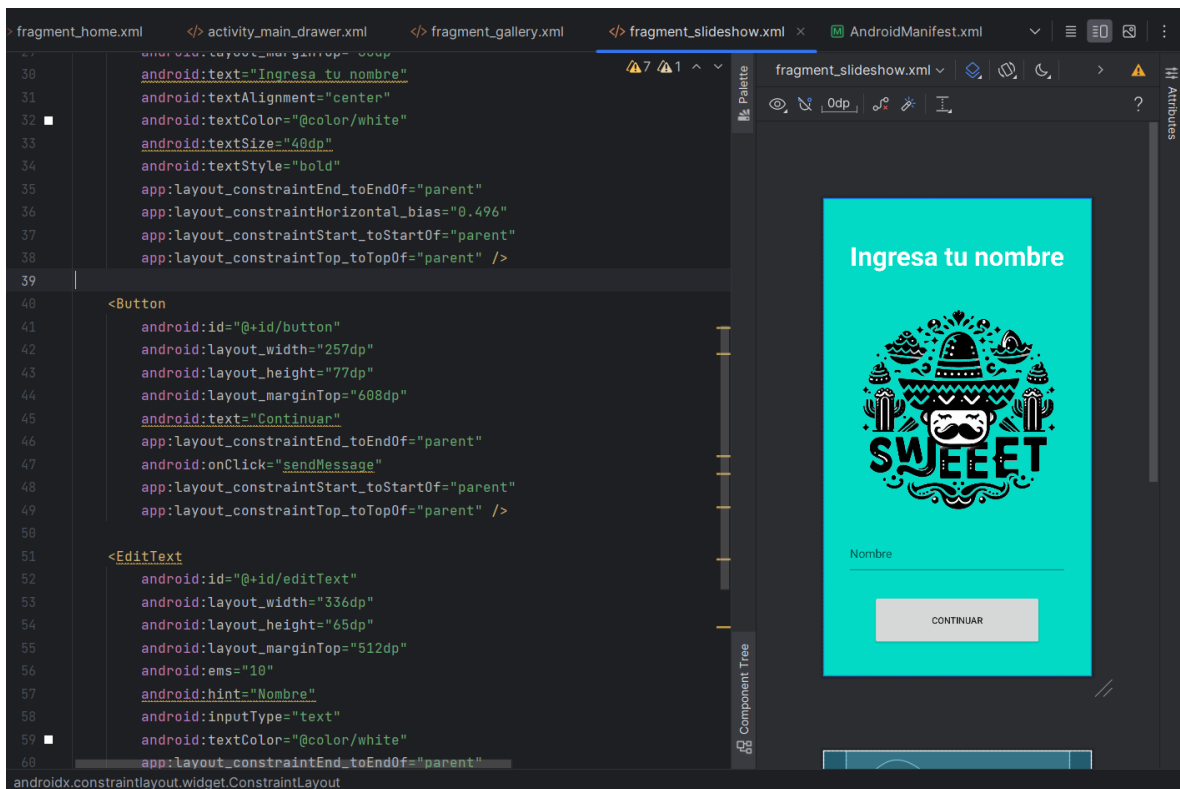 fragment_home.xml
activity_main_drawer.xml
fragment_gallery.xml
fragment_slideshow.xml
AndroidManifest.xml
30 android:text="Ingresa tu nombre"
31 android:textAlignment="center"
32 android:textColor="@color/white"
33 android:textSize="40dp"
34 android:textStyle="bold"
35 app:layout_constraintEnd_toEndOf="parent"
36 app:layout_constraintHorizontal_bias="0.496"
37 app:layout_constraintStart_toStartOf="parent"
38 app:layout_constraintTop_toTopOf="parent" />
39
40 <Button
41 android:id="@+id/button"
42 android:layout_width="257dp"
43 android:layout_height="77dp"
44 android:layout_marginTop="608dp"
45 android:text="Continuar"
46 app:layout_constraintEnd_toEndOf="parent"
47 android:onClick="sendMessage"
48 app:layout_constraintStart_toStartOf="parent"
49 app:layout_constraintTop_toTopOf="parent" />
50
51 <EditText
52 android:id="@+id/editText"
53 android:layout_width="336dp"
54 android:layout_height="65dp"
55 android:layout_marginTop="512dp"
56 android:ems="10"
57 android:hint="Nombre"
58 android:inputType="text"
59 android:textColor="@color/white"
60 app:layout_constraintEnd_toEndOf="parent"
androidx.constraintlayout.widget.ConstraintLayout
7 1
Palette
Component Tree
fragment_slideshow.xml
0dp
?
Attributes
Ingresa tu nombre
SWEEET
Nombre
CONTINUAR